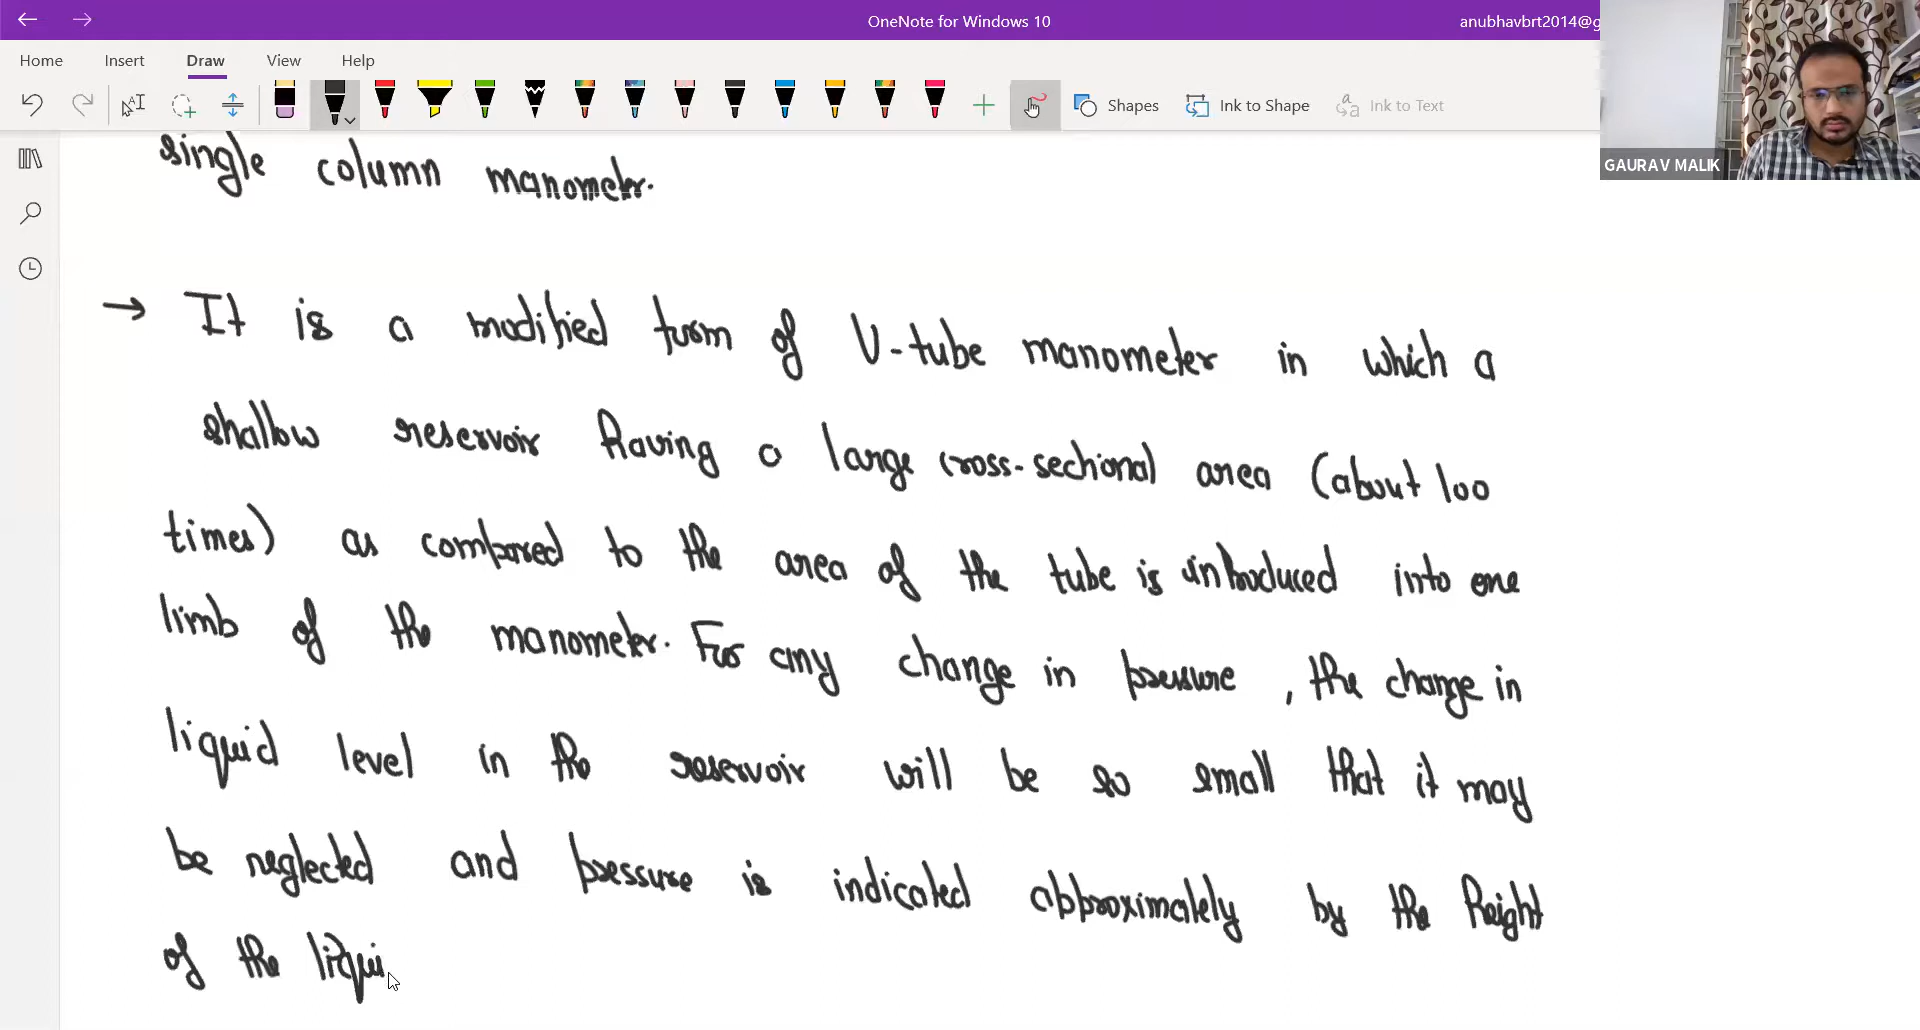 OneNote for Windows 10
anubhavbrt2014@g
Home Insert Draw View Help
Shapes Ink to Shape Ink to Text
GAURAV MALIK
single column manometer.
→ It is a modified form of U-tube manometer in which a
shallow reservoir having a large cross-sectional area (about 100
times) as compared to the area of the tube is introduced into one
limb of the manometer. For any change in pressure, the change in
liquid level in the reservoir will be so small that it may
be neglected and pressure is indicated approximately by the height
of the liqui